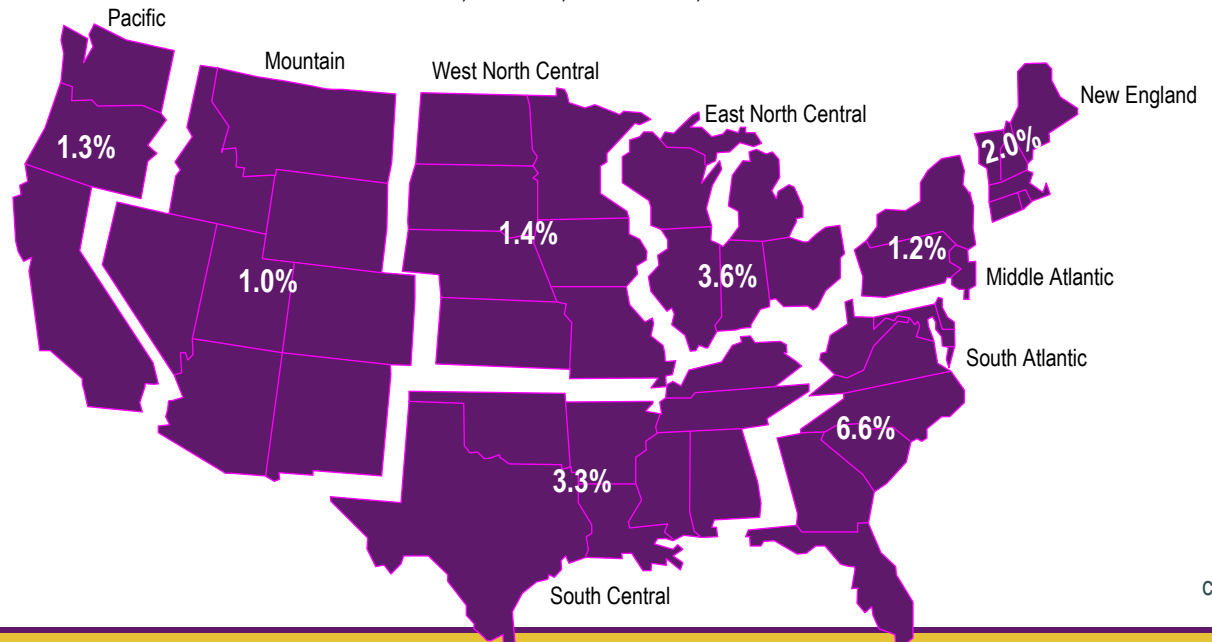 Pacific
Mountain
West North Central
East North Central
New England
1.3%
2.0%
1.4%
1.2%
1.0%
3.6%
Middle Atlantic
South Atlantic
6.6%
3.3%
South Central